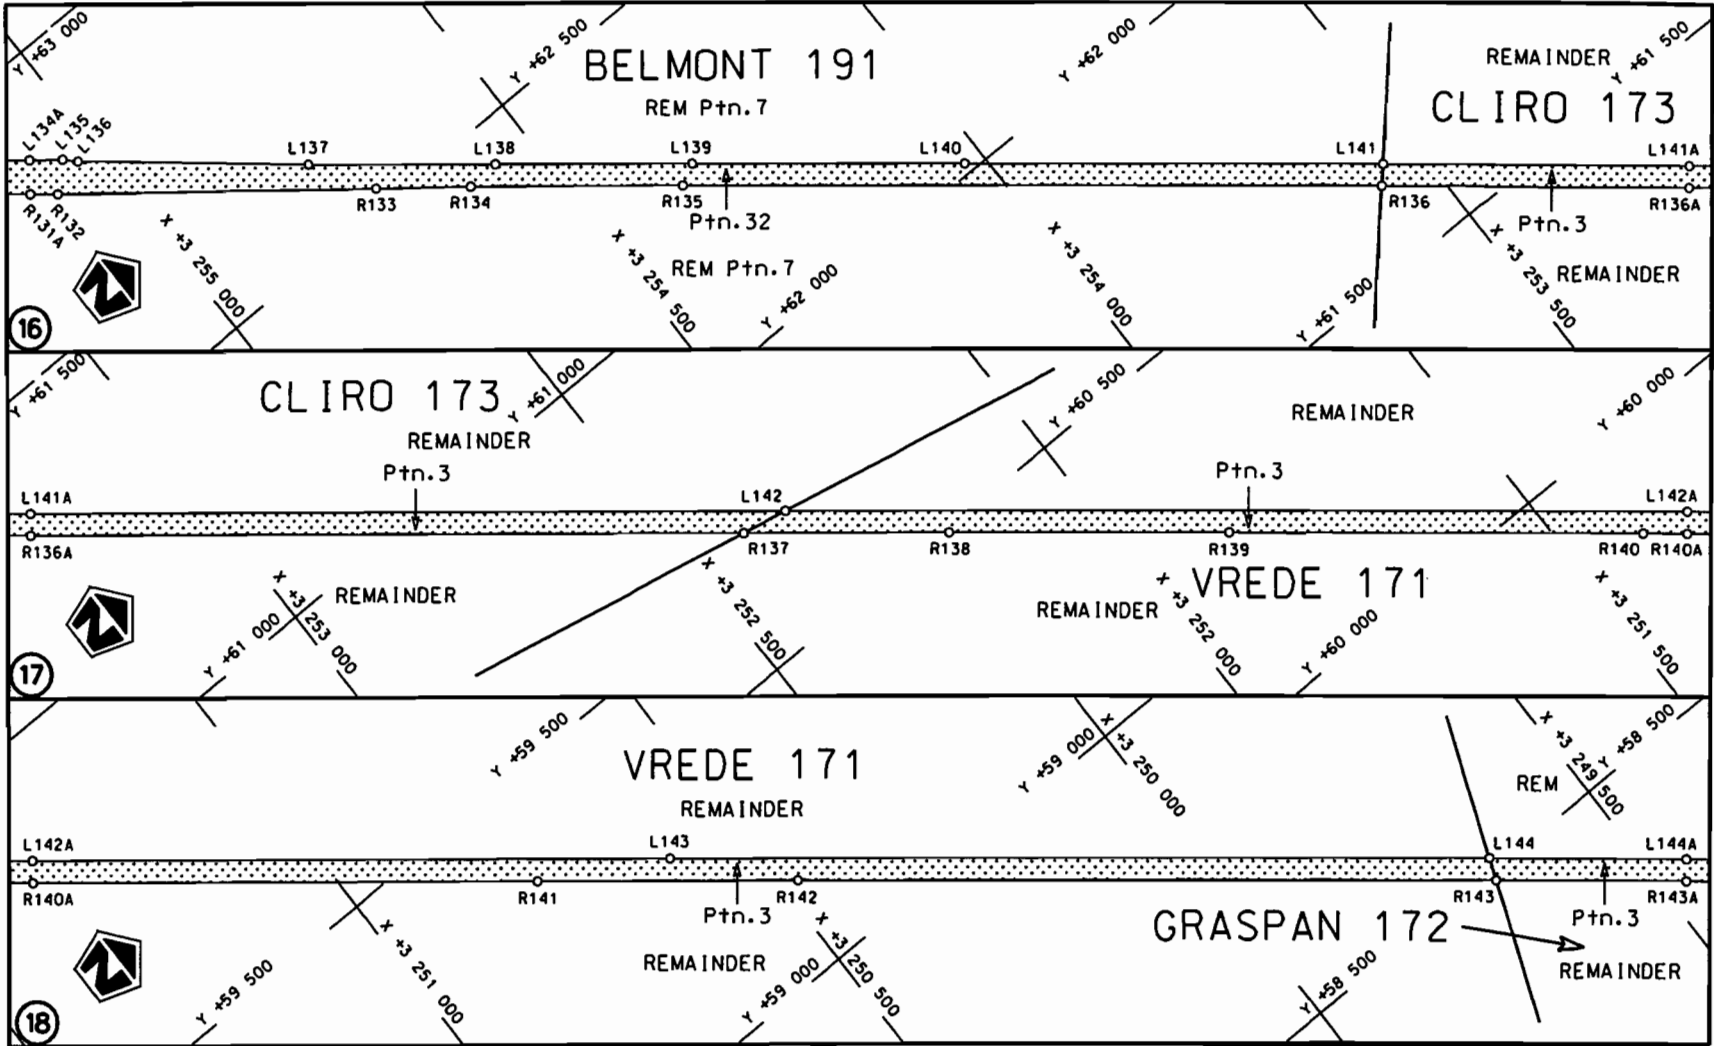 Y +63 000
Y +62 500
Y +62 000
Y +61 500
BELMONT 191
REM Ptn.7
REMAINDER
CLIRO 173
L134A
L135
L136
L137
L138
L139
L140
L141
L141A
R131A
R132
R133
R134
R135
R136
R136A
Ptn.32
Ptn.3
X +3 255 000
X +3 254 500
REM Ptn.7
Y +62 000
X +3 254 000
Y +61 500
X +3 253 500
REMAINDER
16
Y +61 500
CLIRO 173
Y +61 000
Y +60 500
Y +60 000
REMAINDER
REMAINDER
Ptn.3
Ptn.3
L141A
L142
L142A
R136A
R137
R138
R139
R140
R140A
VREDE 171
X +3 253 000
REMAINDER
Y +61 000
X +3 252 500
REMAINDER
X +3 252 000
Y +60 000
X +3 251 500
17
Y +59 500
VREDE 171
REMAINDER
Y +59 000
X +3 250 000
X +3 249 500
Y +58 500
REM
L142A
L143
L144
L144A
R140A
R141
R142
R143
R143A
Ptn.3
Ptn.3
GRASPAN 172
REMAINDER
REMAINDER
Y +59 500
X +3 251 000
Y +59 000
X +3 250 500
Y +58 500
18